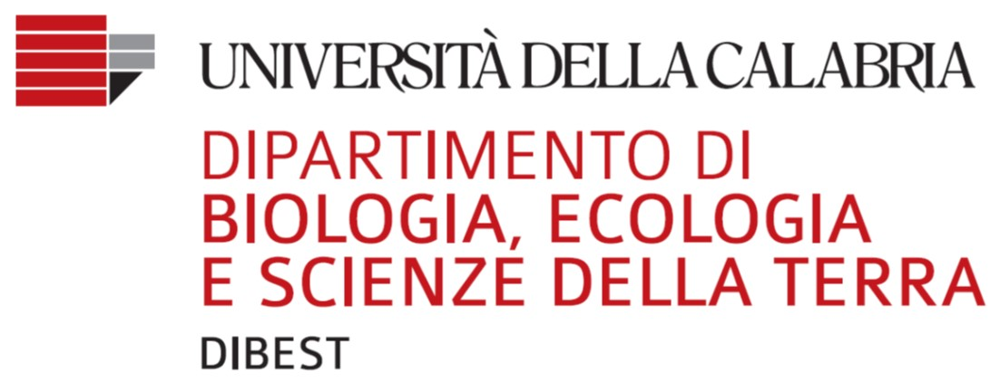 UNIVERSITÀ DELLA CALABRIA
DIPARTIMENTO DI
BIOLOGIA, ECOLOGIA
E SCIENZE DELLA TERRA
DIBEST